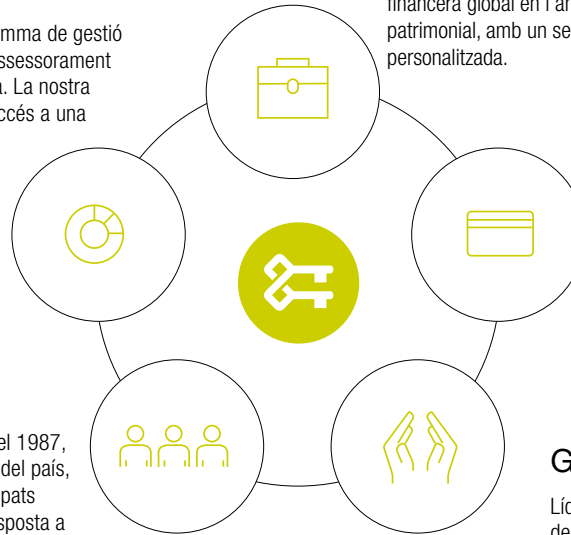 financera global en l'àm
patrimonial, amb un se
personalitzada.
mma de gestió
ssessorament
a. La nostra
ccés a una
el 1987,
del país,
pats
sposta a
G
Líd
de